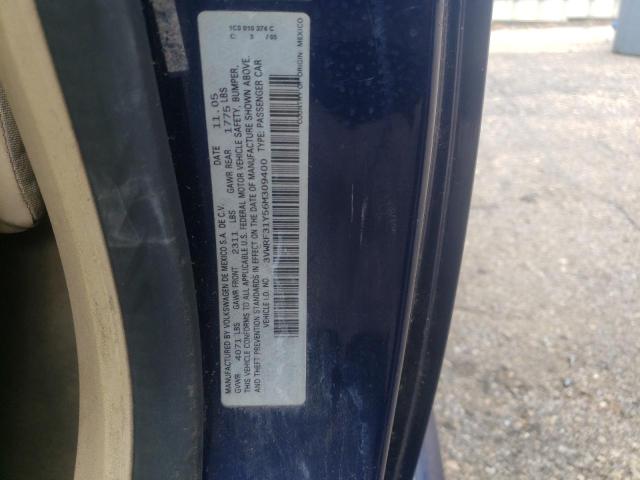 MANUFACTURED BY VOLKSWAGEN DE MEXICO S.A. DE C.V. DATE 11.05
GVWR 4071 LBS GAWR FRONT 2311 LBS GAWR REAR 1775 LBS
THIS VEHICLE CONFORMS TO ALL APPLICABLE U.S. FEDERAL MOTOR VEHICLE SAFETY, BUMPER,
AND THEFT PREVENTION STANDARDS IN EFFECT ON THE DATE OF MANUFACTURE SHOWN ABOVE.
VEHICLE I.D. NO 3VWRF31Y56M309400 TYPE: PASSENGER CAR
COUNTRY OF ORIGIN: MEXICO
1C0 010 374 C
C 3 /05